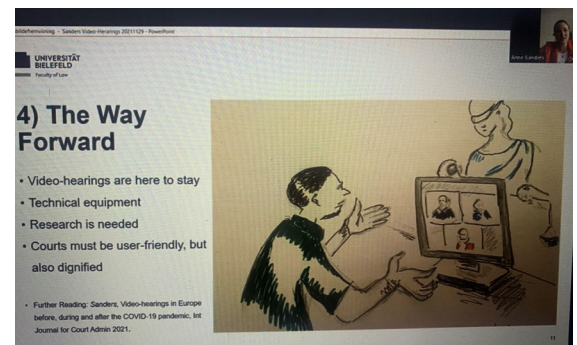 - Sanders Video-Herarings 20211129 - PowerPoint
UNIVERSITÄT
BIELEFELD
Faculty of Law
Anne Sanders
4) The Way
Forward
• Video-hearings are here to stay
• Technical equipment
• Research is needed
• Courts must be user-friendly, but
also dignified
• Further Reading: Sanders, Video-hearings in Europe
before, during and after the COVID-19 pandemic, Int
Journal for Court Admin 2021.
11